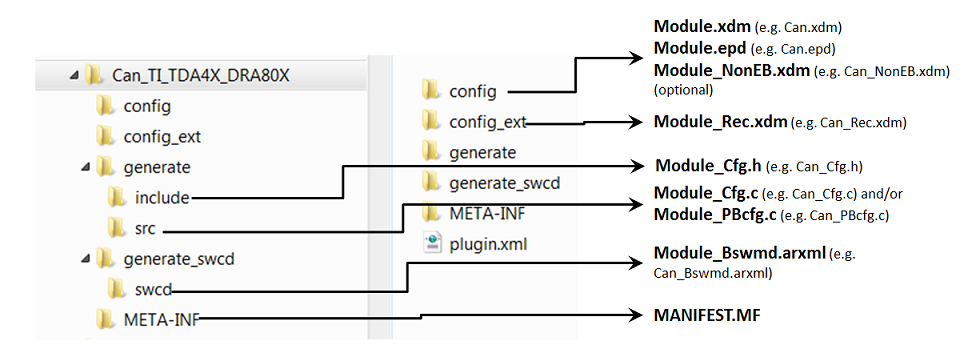 Can_TI_TDA4X_DRA80X
config
config_ext
generate
include
src
generate_swcd
swcd
META-INF
config
config_ext
generate
generate_swcd
META-INF
plugin.xml
Module.xdm (e.g. Can.xdm)
Module.epd (e.g. Can.epd)
Module_NonEB.xdm (e.g. Can_NonEB.xdm)
(optional)
Module_Rec.xdm (e.g. Can_Rec.xdm)
Module_Cfg.h (e.g. Can_Cfg.h)
Module_Cfg.c (e.g. Can_Cfg.c) and/or
Module_PBcfg.c (e.g. Can_PBcfg.c)
Module_Bswmd.arxml (e.g.
Can_Bswmd.arxml)
MANIFEST.MF